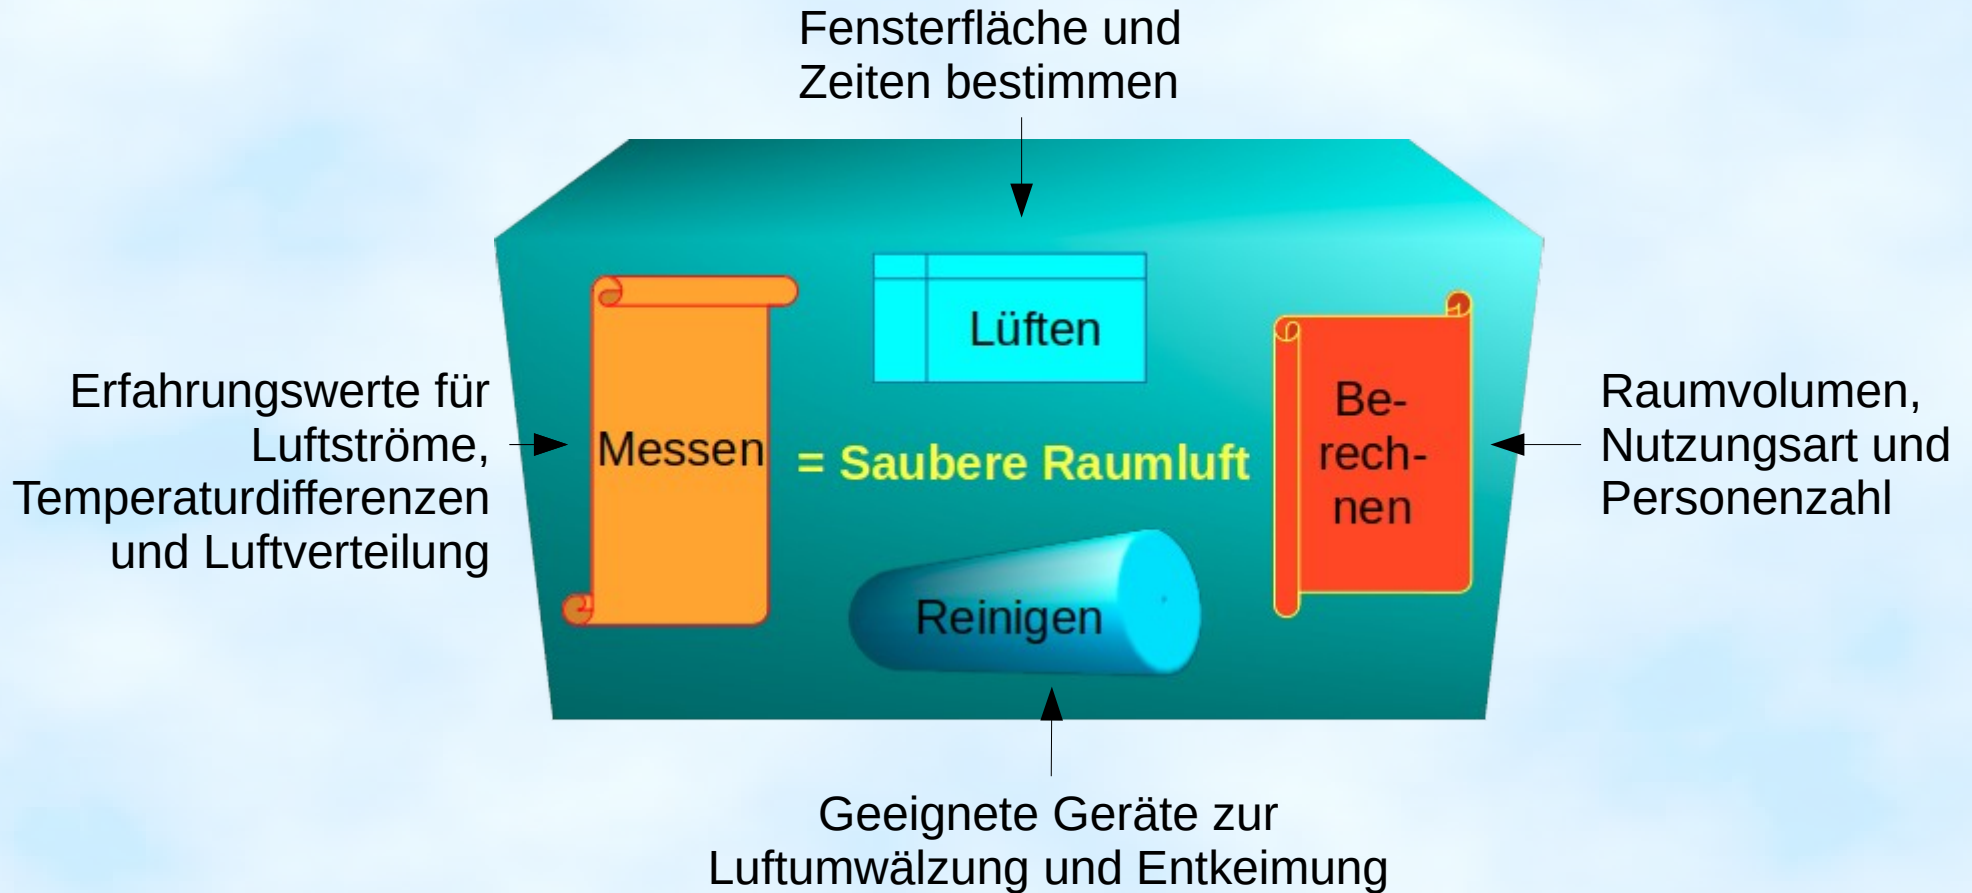 Fensterfläche und
Zeiten bestimmen
Lüften
Erfahrungswerte für
Luftströme,
Temperaturdifferenzen
und Luftverteilung
Messen
= Saubere Raumluft
Be-
rech-
nen
Raumvolumen,
Nutzungsart und
Personenzahl
Reinigen
Geeignete Geräte zur
Luftumwälzung und Entkeimung